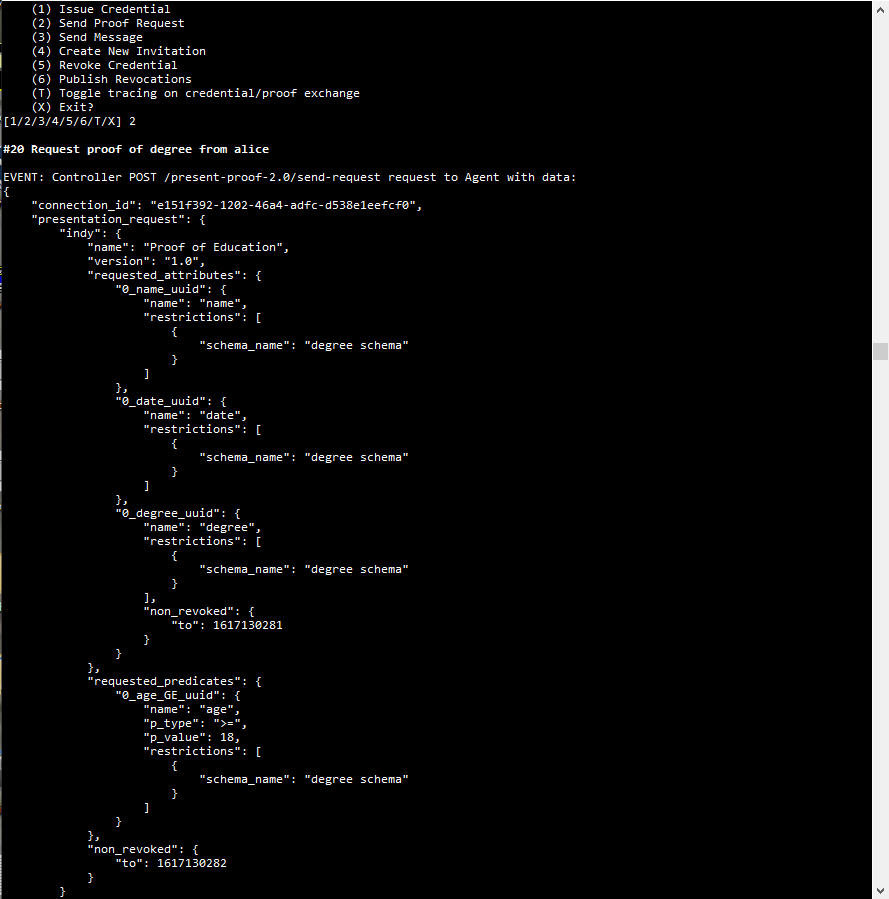 (1) Issue Credential
    (2) Send Proof Request
    (3) Send Message
    (4) Create New Invitation
    (5) Revoke Credential
    (6) Publish Revocations
    (T) Toggle tracing on credential/proof exchange
    (X) Exit?
[1/2/3/4/5/6/T/X] 2

#20 Request proof of degree from alice

EVENT: Controller POST /present-proof-2.0/send-request request to Agent with data:
{
    "connection_id": "e151f392-1202-46a4-adfc-d538e1eefcf0",
    "presentation_request": {
        "indy": {
            "name": "Proof of Education",
            "version": "1.0",
            "requested_attributes": {
                "0_name_uuid": {
                    "name": "name",
                    "restrictions": [
                        {
                            "schema_name": "degree schema"
                        }
                    ]
                },
                "0_date_uuid": {
                    "name": "date",
                    "restrictions": [
                        {
                            "schema_name": "degree schema"
                        }
                    ]
                },
                "0_degree_uuid": {
                    "name": "degree",
                    "restrictions": [
                        {
                            "schema_name": "degree schema"
                        }
                    ],
                    "non_revoked": {
                        "to": 1617130281
                    }
                }
            },
            "requested_predicates": {
                "0_age_GE_uuid": {
                    "name": "age",
                    "p_type": ">=",
                    "p_value": 18,
                    "restrictions": [
                        {
                            "schema_name": "degree schema"
                        }
                    ]
                }
            },
            "non_revoked": {
                "to": 1617130282
            }
        }